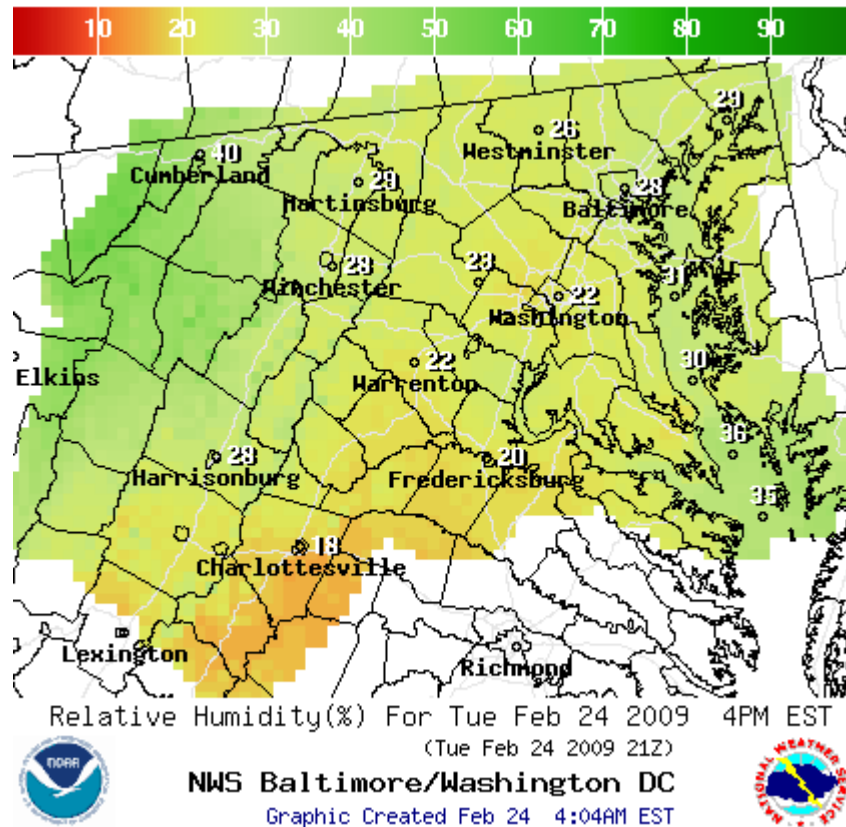 10 20 30 40 50 60 70 80 90
29
26
Westminster
40
Cumberland
29
Martinsburg
28
Baltimore
28
Winchester
23
31
22
Washington
22
Warrenton
30
Elkins
28
Harrisonburg
20
Fredericksburg
36
35
18
Charlottesville
Lexington
Richmond
Relative Humidity(%) For Tue Feb 24 2009 4PM EST
(Tue Feb 24 2009 21Z)
NWS Baltimore/Washington DC
Graphic Created Feb 24 4:04AM EST
NOAA
NATIONAL WEATHER SERVICE